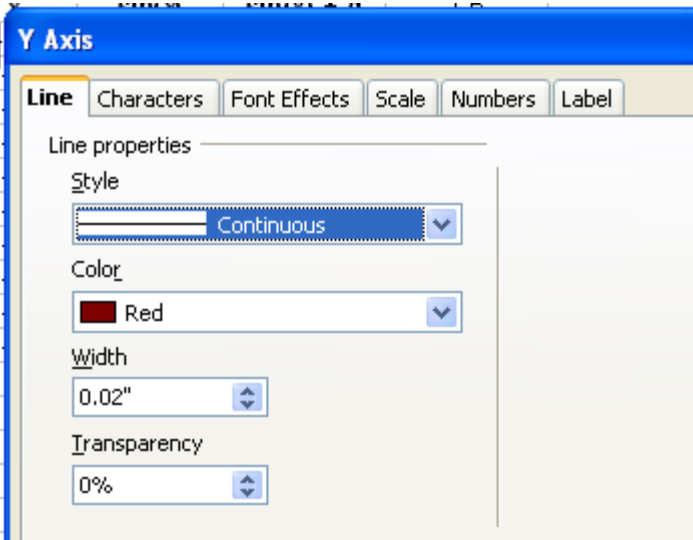 Y Axis
Line Characters Font Effects Scale Numbers Label
Line properties
Style
Continuous
Color
Red
Width
0.02"
Transparency
0%